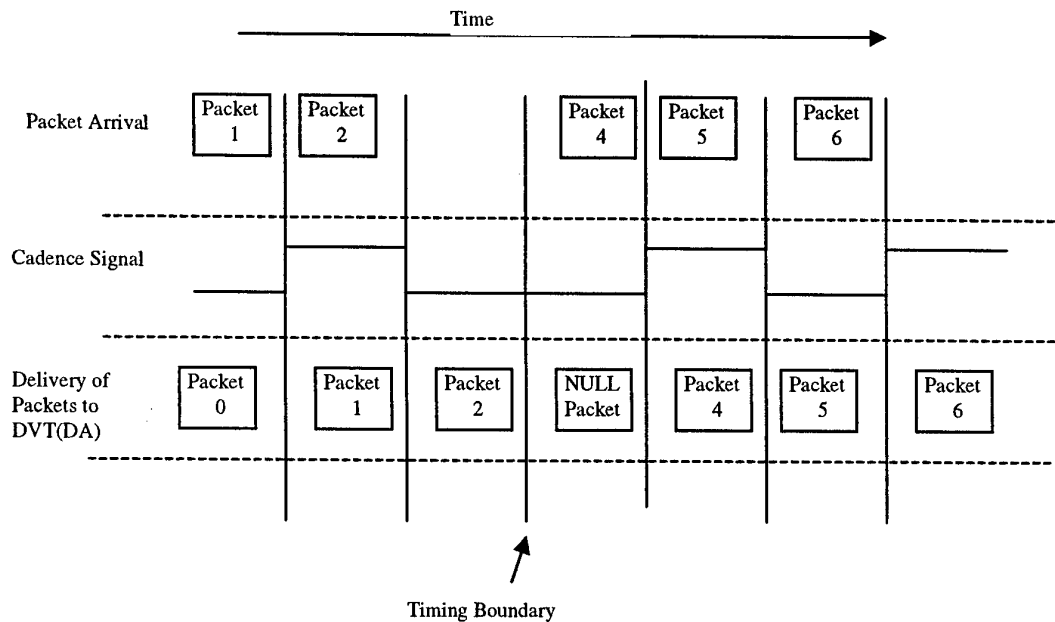 Time
Packet Arrival
Packet
1
Packet
2
Packet
4
Packet
5
Packet
6
Cadence Signal
Delivery of
Packets to
DVT(DA)
Packet
0
Packet
1
Packet
2
NULL
Packet
Packet
4
Packet
5
Packet
6
Timing Boundary